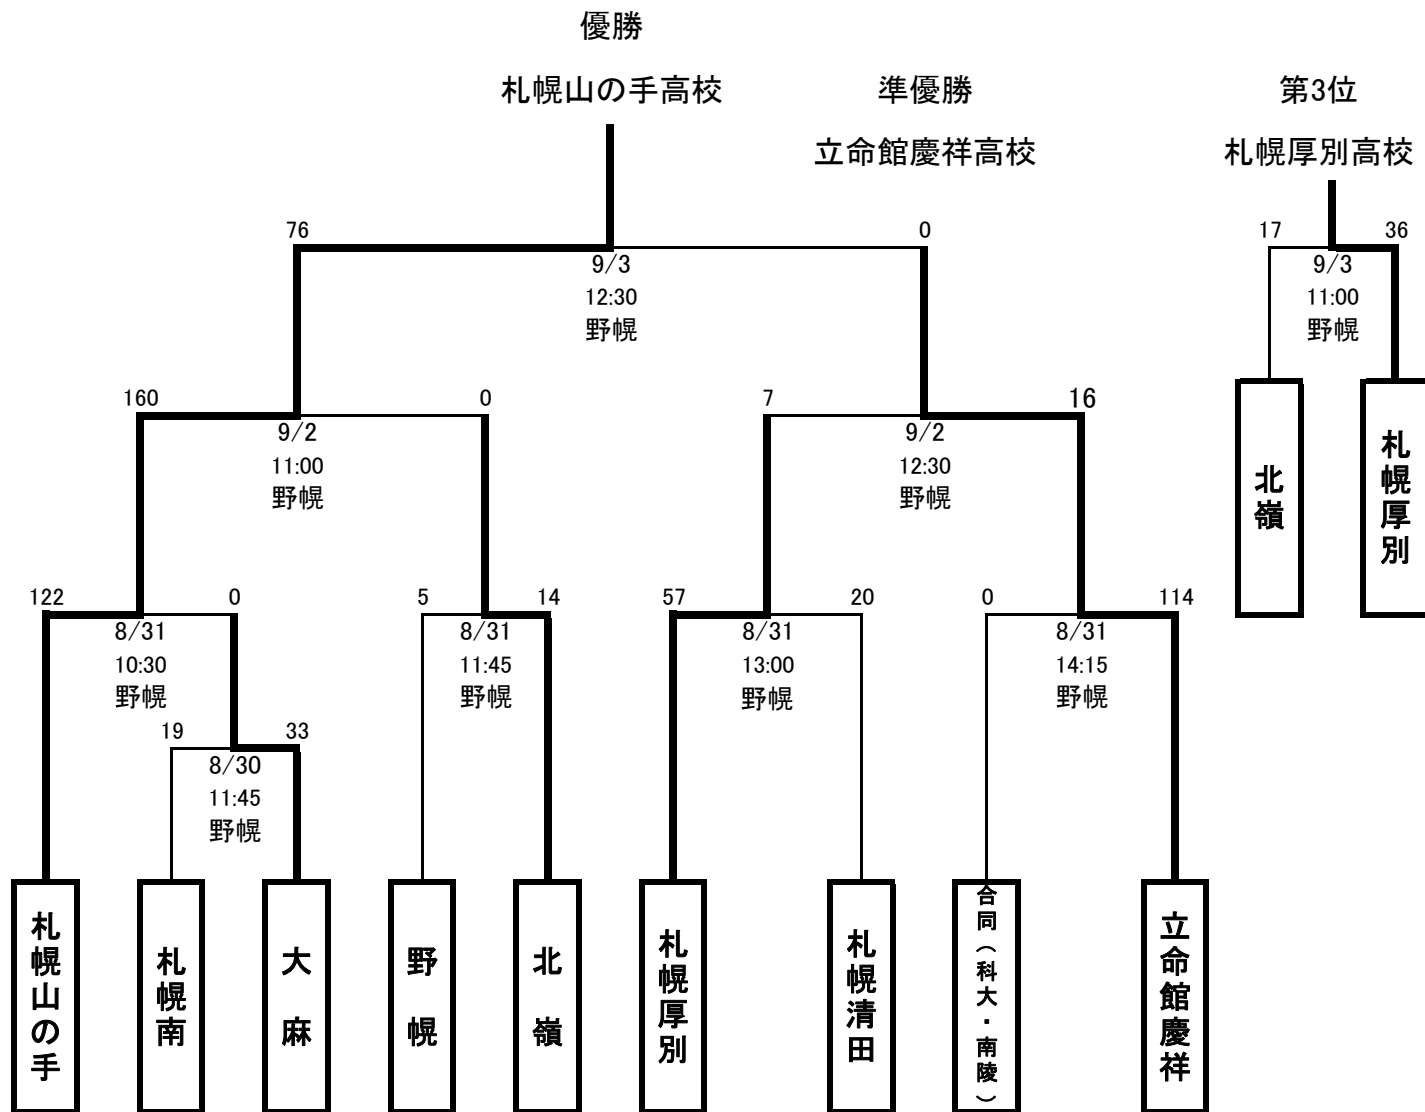 優勝
札幌山の手高校
準優勝
第3位
立命館慶祥高校
札幌厚別高校
76
0
9/3
12:30
野幌
17
36
9/3
11:00
野幌
160
0
9/2
11:00
野幌
7
16
9/2
12:30
野幌
北嶺
札幌厚別
122
0
8/31
10:30
野幌
5
14
8/31
11:45
野幌
57
20
8/31
13:00
野幌
0
114
8/31
14:15
野幌
19
33
8/30
11:45
野幌
札幌山の手
札幌南
大麻
野幌
北嶺
札幌厚別
札幌清田
合同(科大・南陵)
立命館慶祥